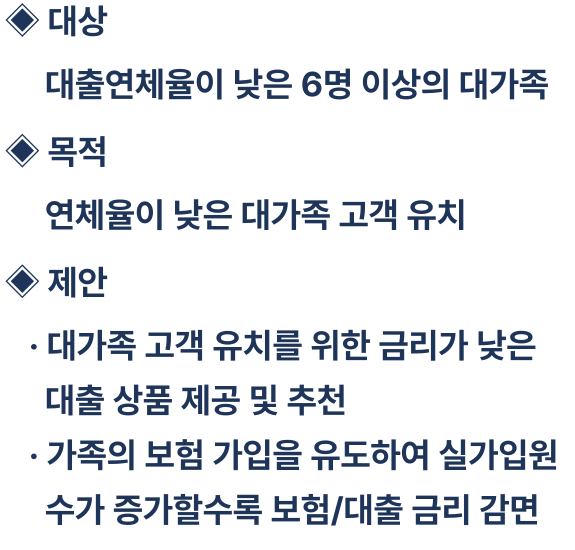 ◈ 대상
대출연체율이 낮은 6명 이상의 대가족
◈ 목적
연체율이 낮은 대가족 고객 유치
◈ 제안
· 대가족 고객 유치를 위한 금리가 낮은
대출 상품 제공 및 추천
· 가족의 보험 가입을 유도하여 실가입원
수가 증가할수록 보험/대출 금리 감면